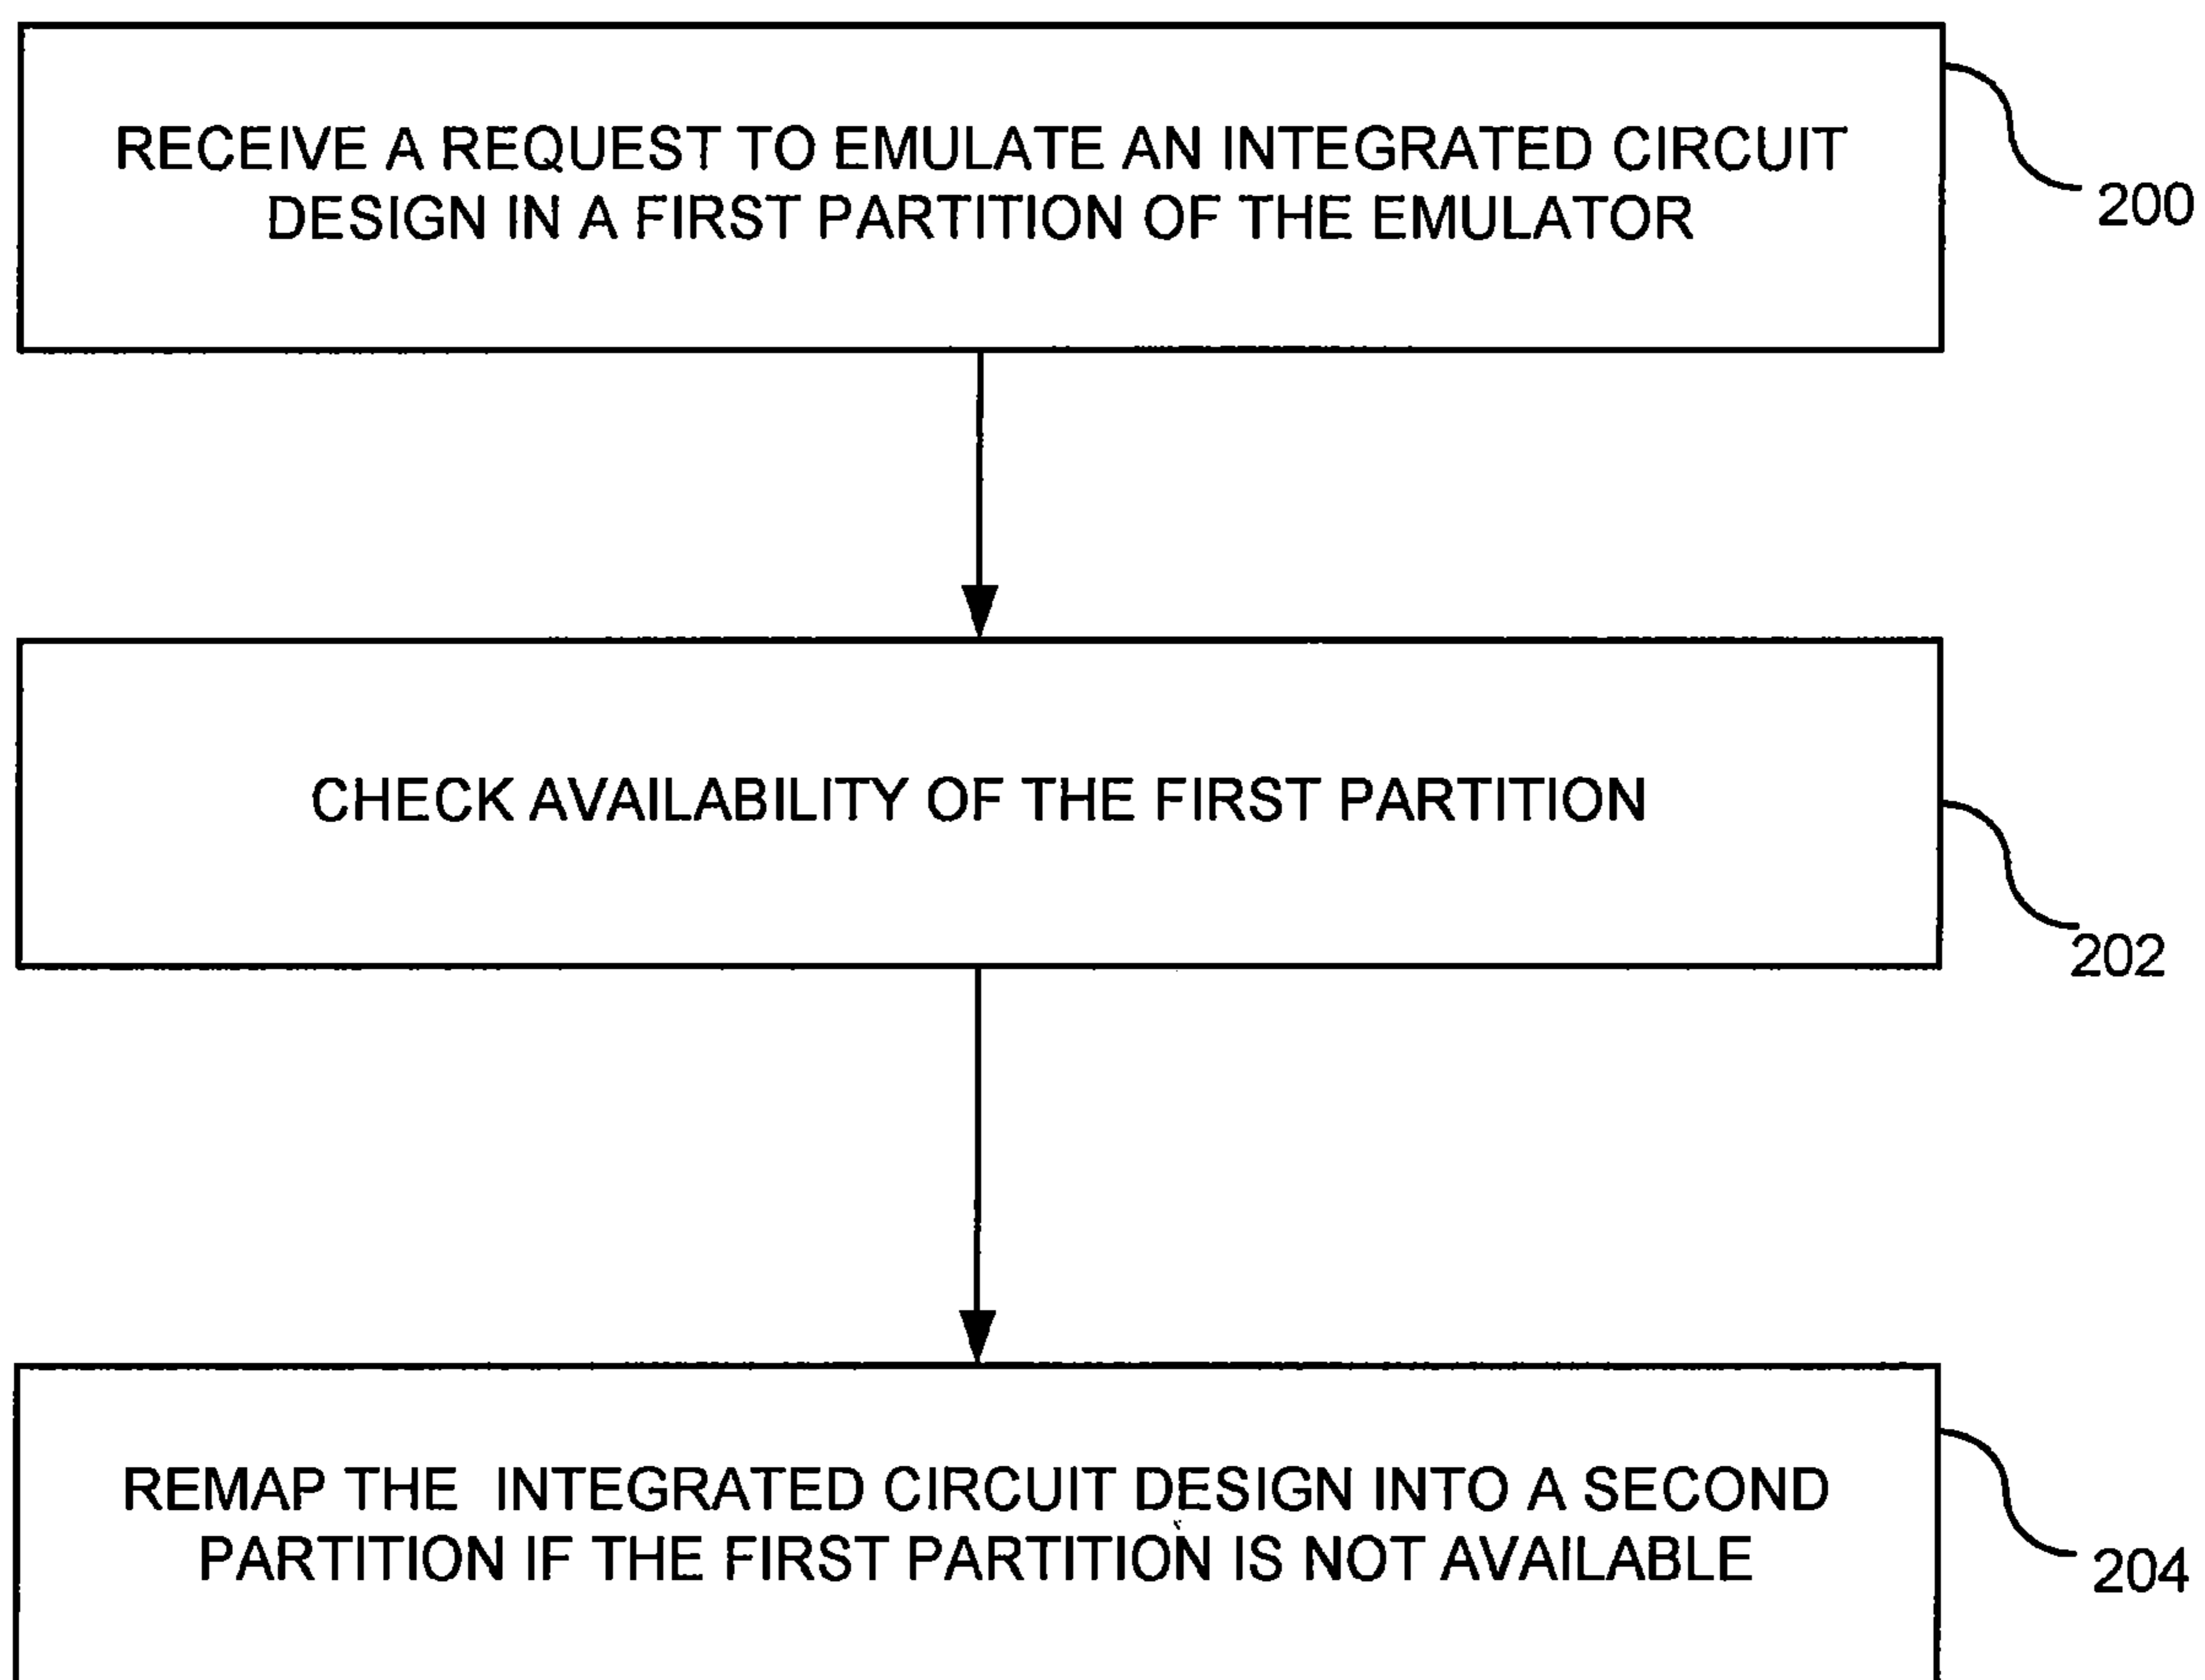 RECEIVE A REQUEST TO EMULATE AN INTEGRATED CIRCUIT
DESIGN IN A FIRST PARTITION OF THE EMULATOR
200
CHECK AVAILABILITY OF THE FIRST PARTITION
202
REMAP THE INTEGRATED CIRCUIT DESIGN INTO A SECOND
PARTITION IF THE FIRST PARTITION IS NOT AVAILABLE
204